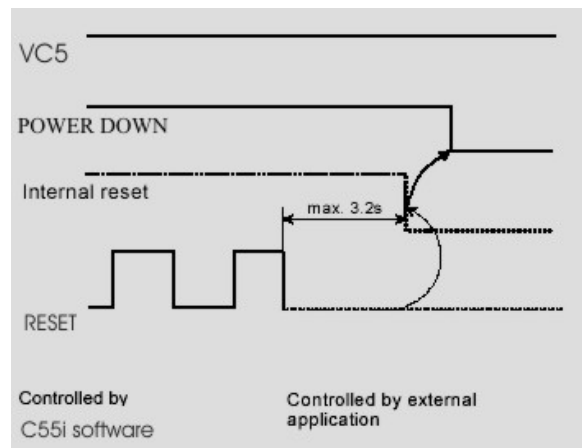 VC5
POWER DOWN
Internal reset
max. 3.2s
RESET
Controlled by
C55i software
Controlled by external
application